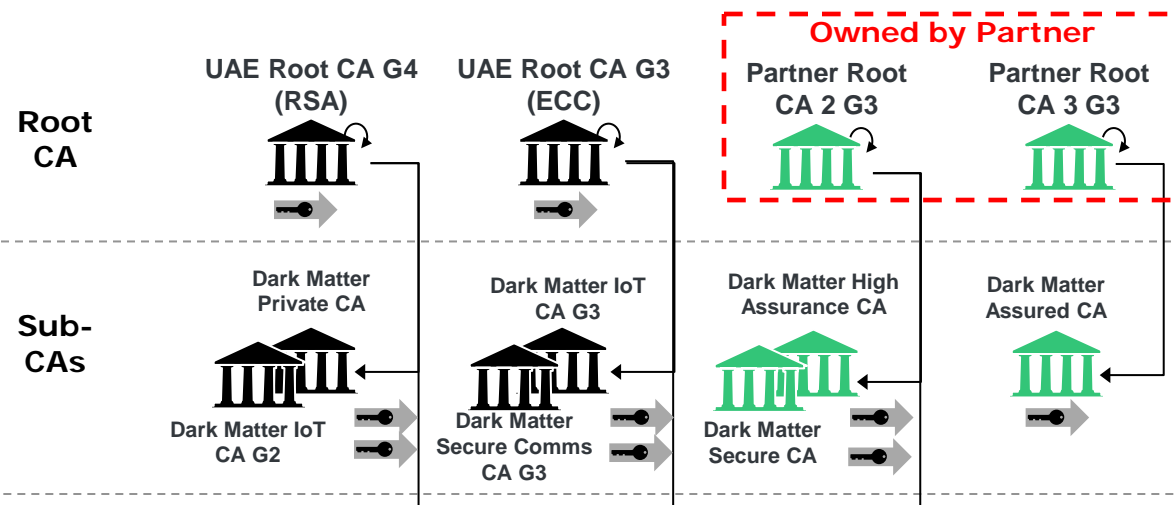 Owned by Partner
UAE Root CA G4
(RSA)
UAE Root CA G3
(ECC)
Partner Root
CA 2 G3
Partner Root
CA 3 G3
Root
CA
Sub-
CAs
Dark Matter
Private CA
Dark Matter IoT
CA G3
Dark Matter High
Assurance CA
Dark Matter
Assured CA
Dark Matter IoT
CA G2
Dark Matter
Secure Comms
CA G3
Dark Matter
Secure CA